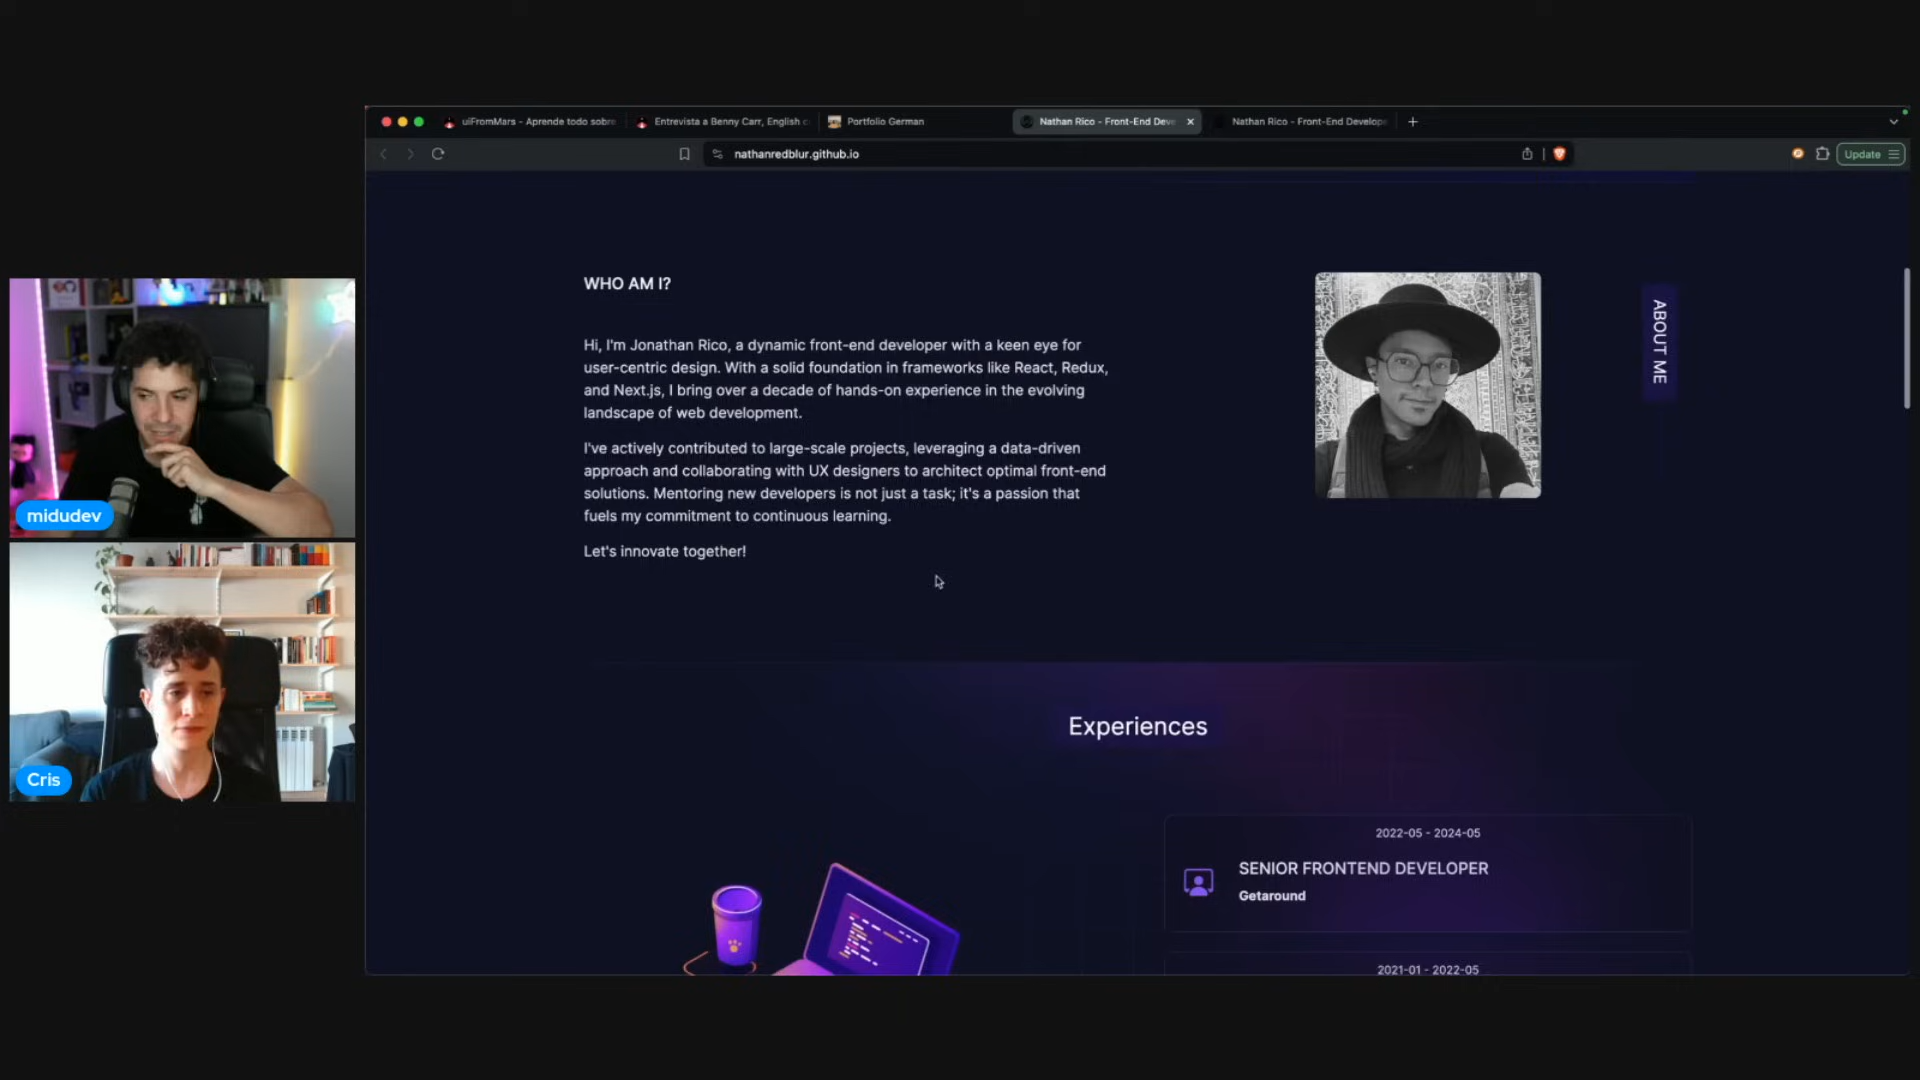 uiFromMars - Aprende todo sobre
Entrevista a Benny Carr, English c
Portfolio German
Nathan Rico - Front-End Deve
Nathan Rico - Front-End Develope
nathanredblur.github.io
Update
WHO AM I?
Hi, I'm Jonathan Rico, a dynamic front-end developer with a keen eye for
user-centric design. With a solid foundation in frameworks like React, Redux,
and Next.js, I bring over a decade of hands-on experience in the evolving
landscape of web development.
I've actively contributed to large-scale projects, leveraging a data-driven
approach and collaborating with UX designers to architect optimal front-end
solutions. Mentoring new developers is not just a task; it's a passion that
fuels my commitment to continuous learning.
Let's innovate together!
ABOUT ME
midudev
Cris
Experiences
2022-05 - 2024-05
SENIOR FRONTEND DEVELOPER
Getaround
2021-01 - 2022-05